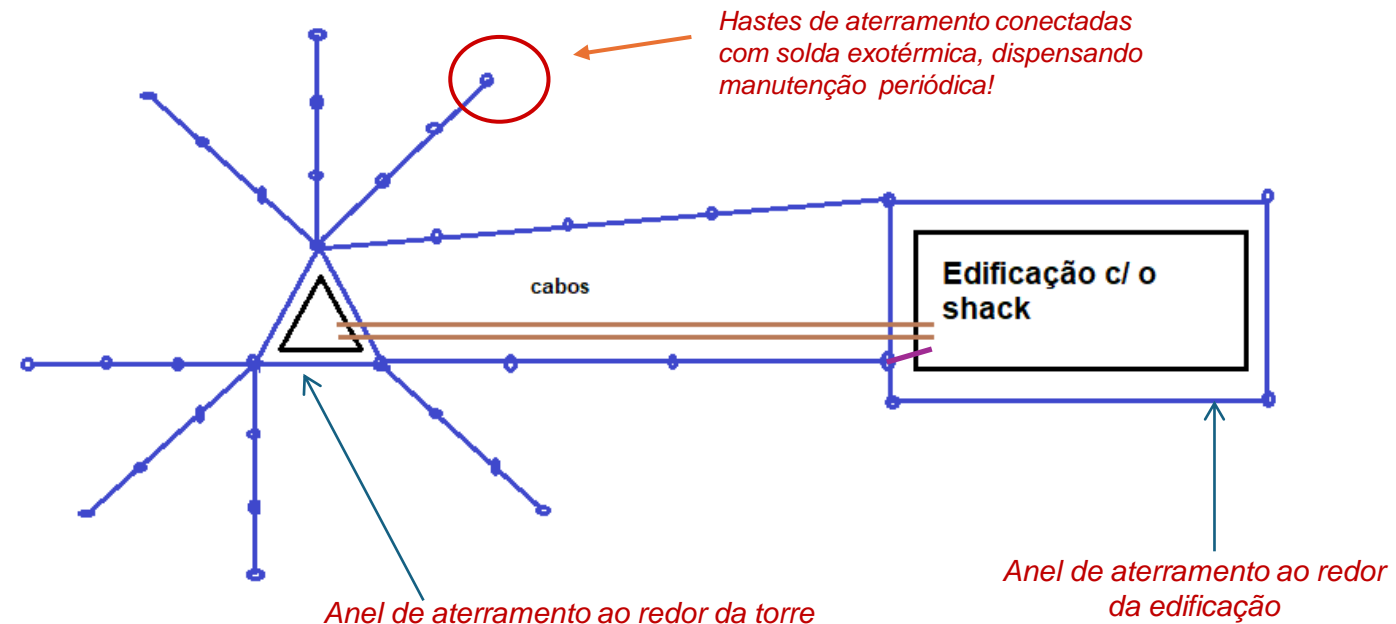 Hastes de aterramento conectadas
com solda exotérmica, dispensando
manutenção periódica!
cabos
Edificação c/ o
shack
Anel de aterramento ao redor da torre
Anel de aterramento ao redor
da edificação